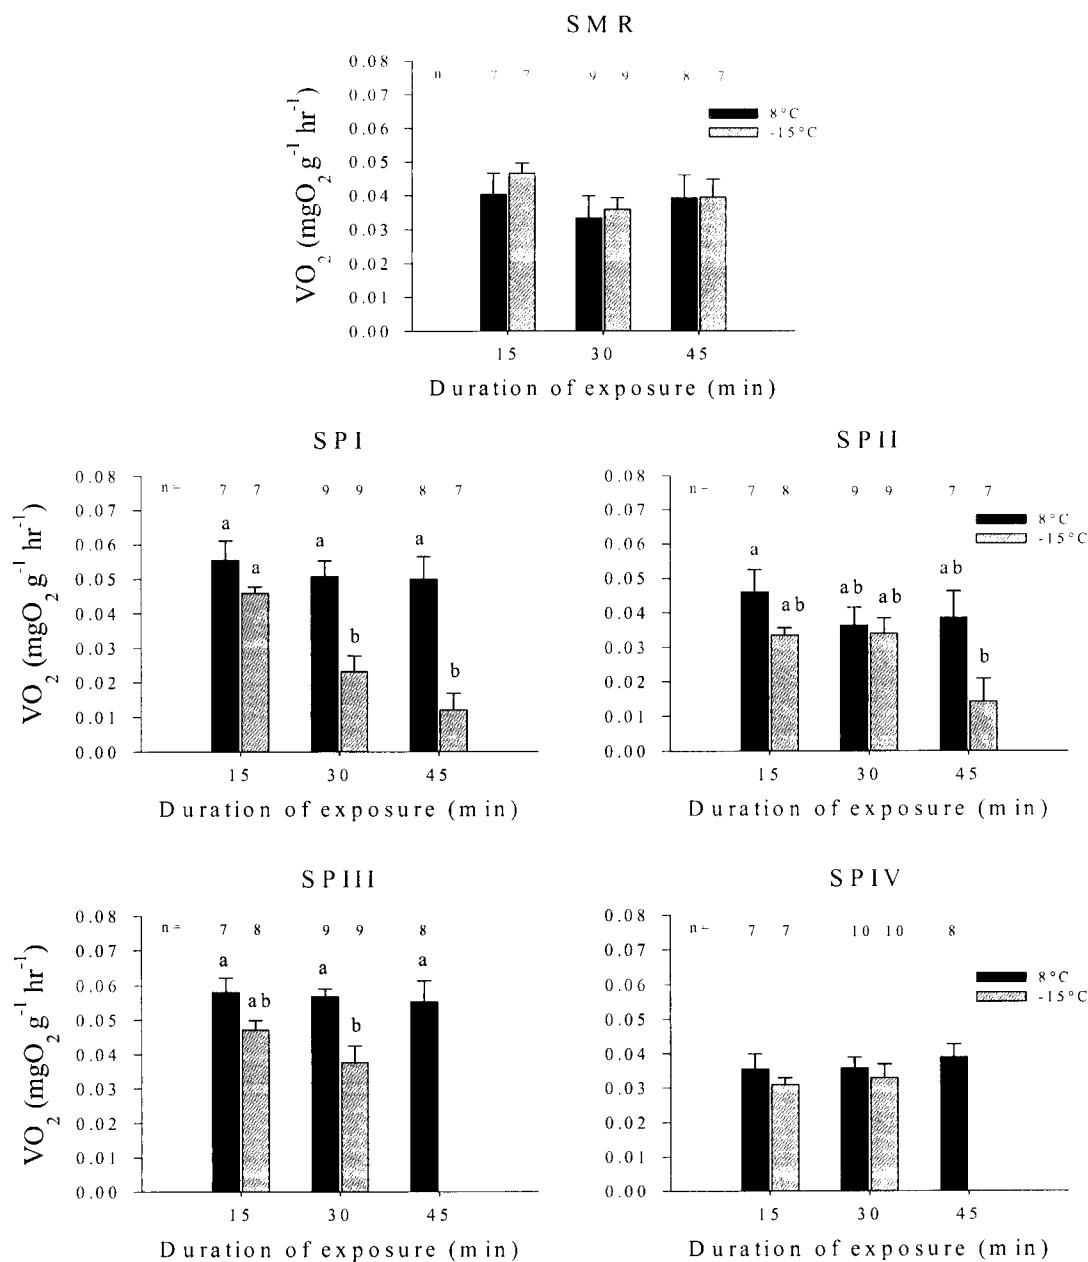 SMR
n 7 7 9 9 8 7
0.08
0.07
0.06
0.05
0.04
0.03
0.02
0.01
0.00
VO2 (mgO2 g-1 hr-1)
8°C
-15°C
15 30 45
Duration of exposure (min)
SPI
n= 7 7 9 9 8 7
0.08
0.07
0.06
0.05
0.04
0.03
0.02
0.01
0.00
VO2 (mgO2 g-1 hr-1)
a a a b a b
15 30 45
Duration of exposure (min)
SPII
n= 7 8 9 9 7 7
0.08
0.07
0.06
0.05
0.04
0.03
0.02
0.01
0.00
8°C
-15°C
a ab ab ab ab b
15 30 45
Duration of exposure (min)
SPIII
n= 7 8 9 9 8
0.08
0.07
0.06
0.05
0.04
0.03
0.02
0.01
0.00
VO2 (mgO2 g-1 hr-1)
a ab a b a
15 30 45
Duration of exposure (min)
SPIV
n= 7 7 10 10 8
0.08
0.07
0.06
0.05
0.04
0.03
0.02
0.01
0.00
8°C
-15°C
15 30 45
Duration of exposure (min)